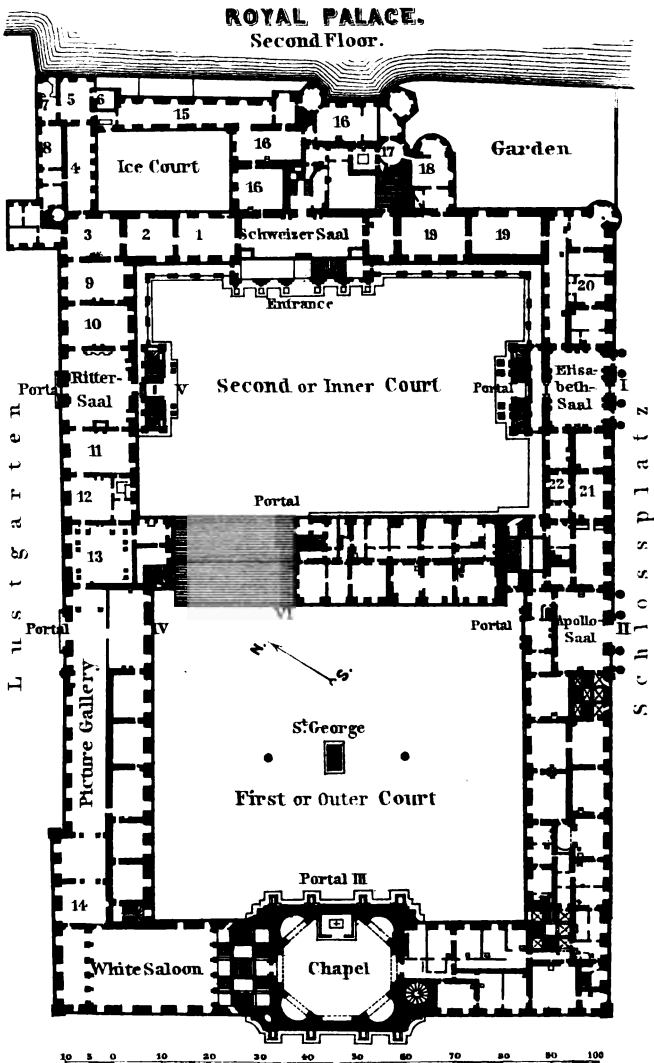 ROYAL PALACE.
Second Floor.
7
5
6
15
16
8
4
Ice Court
16
16
17
18
Garden
3
2
1
Schweizer Saal
19
19
9
20
10
Entrance
Portal
Ritter-
Saal
V
Second or Inner Court
Portal
Elisa-
beth-
Saal
I
11
12
22
21
Portal
13
VI
Portal
IV
Portal
Apollo-
Saal
II
N.
S.
Lustgarten
Schlossplatz
Picture Gallery
St. George
First or Outer Court
Portal III
14
White Saloon
Chapel
10 5 0 10 20 30 40 50 60 70 80 90 100